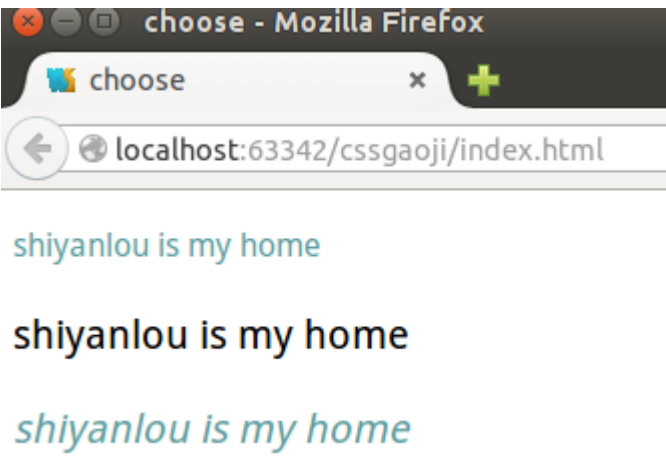 choose - Mozilla Firefox
choose
localhost:63342/cssgaoji/index.html
shiyanlou is my home
shiyanlou is my home
shiyanlou is my home